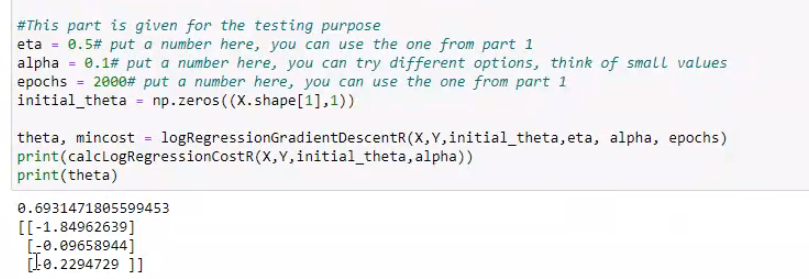 #This part is given for the testing purpose
eta = 0.5# put a number here, you can use the one from part 1
alpha = 0.1# put a number here, you can try different options, think of small values
epochs = 2000# put a number here, you can use the one from part 1
initial_theta = np.zeros((X.shape[1],1))
theta, mincost = logRegressionGradientDescentR(X,Y,initial_theta,eta, alpha, epochs)
print(calcLogRegressionCostR(X,Y,initial_theta,alpha))
print(theta)
0.6931471805599453
[[-1.84962639]
[-0.09658944]
[-0.2294729 ]]